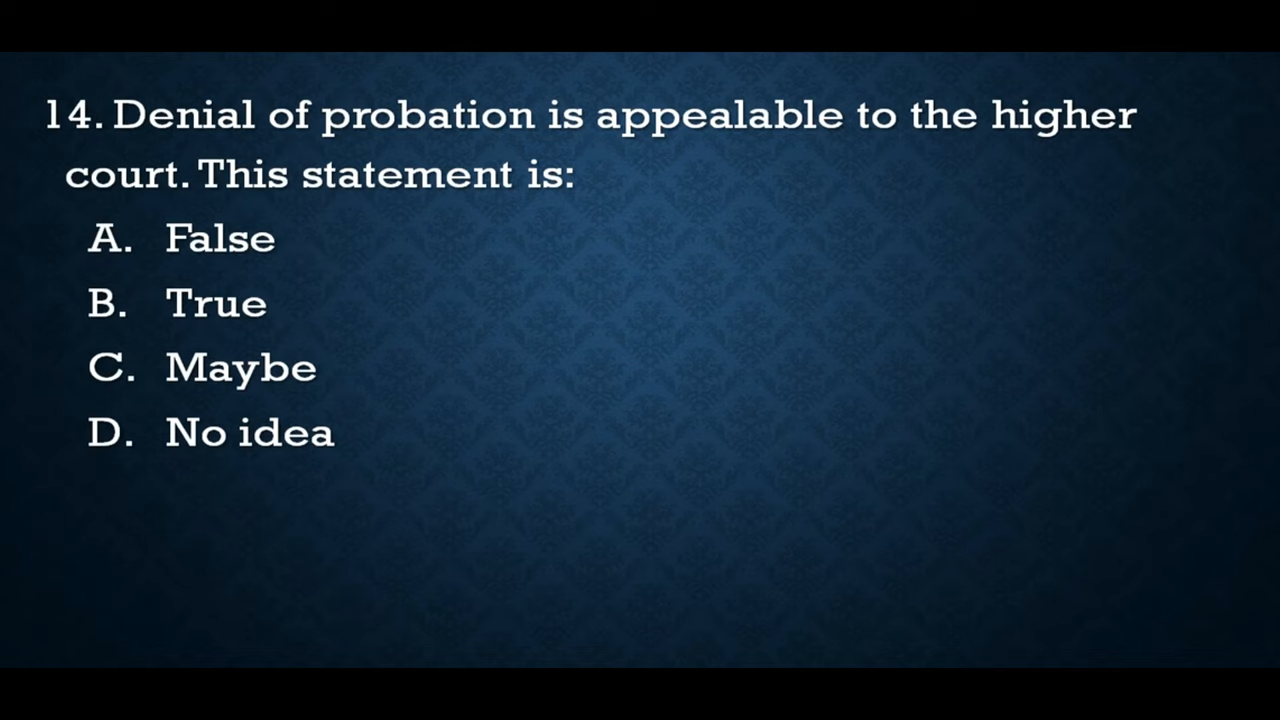 14. Denial of probation is appealable to the higher
court. This statement is:
A. False
B. True
C. Maybe
D. No idea